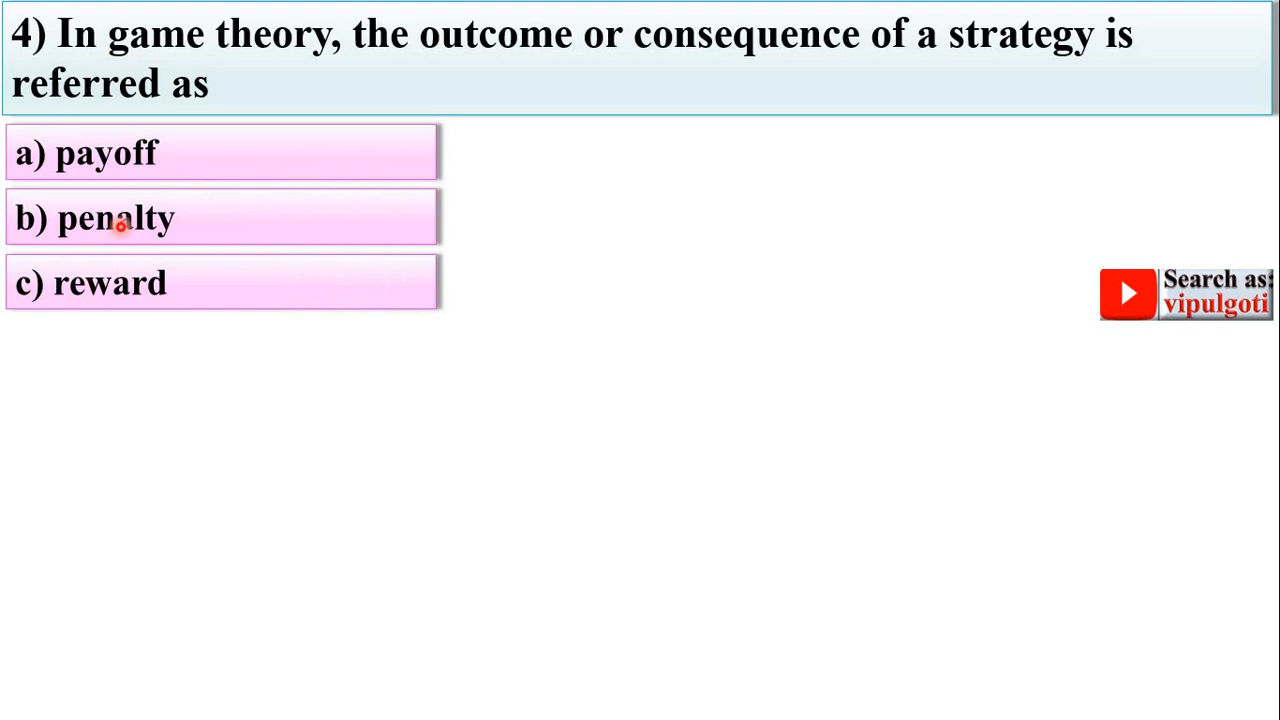 4) In game theory, the outcome or consequence of a strategy is
referred as
a) payoff
b) penalty
c) reward
Search as:
vipulgoti